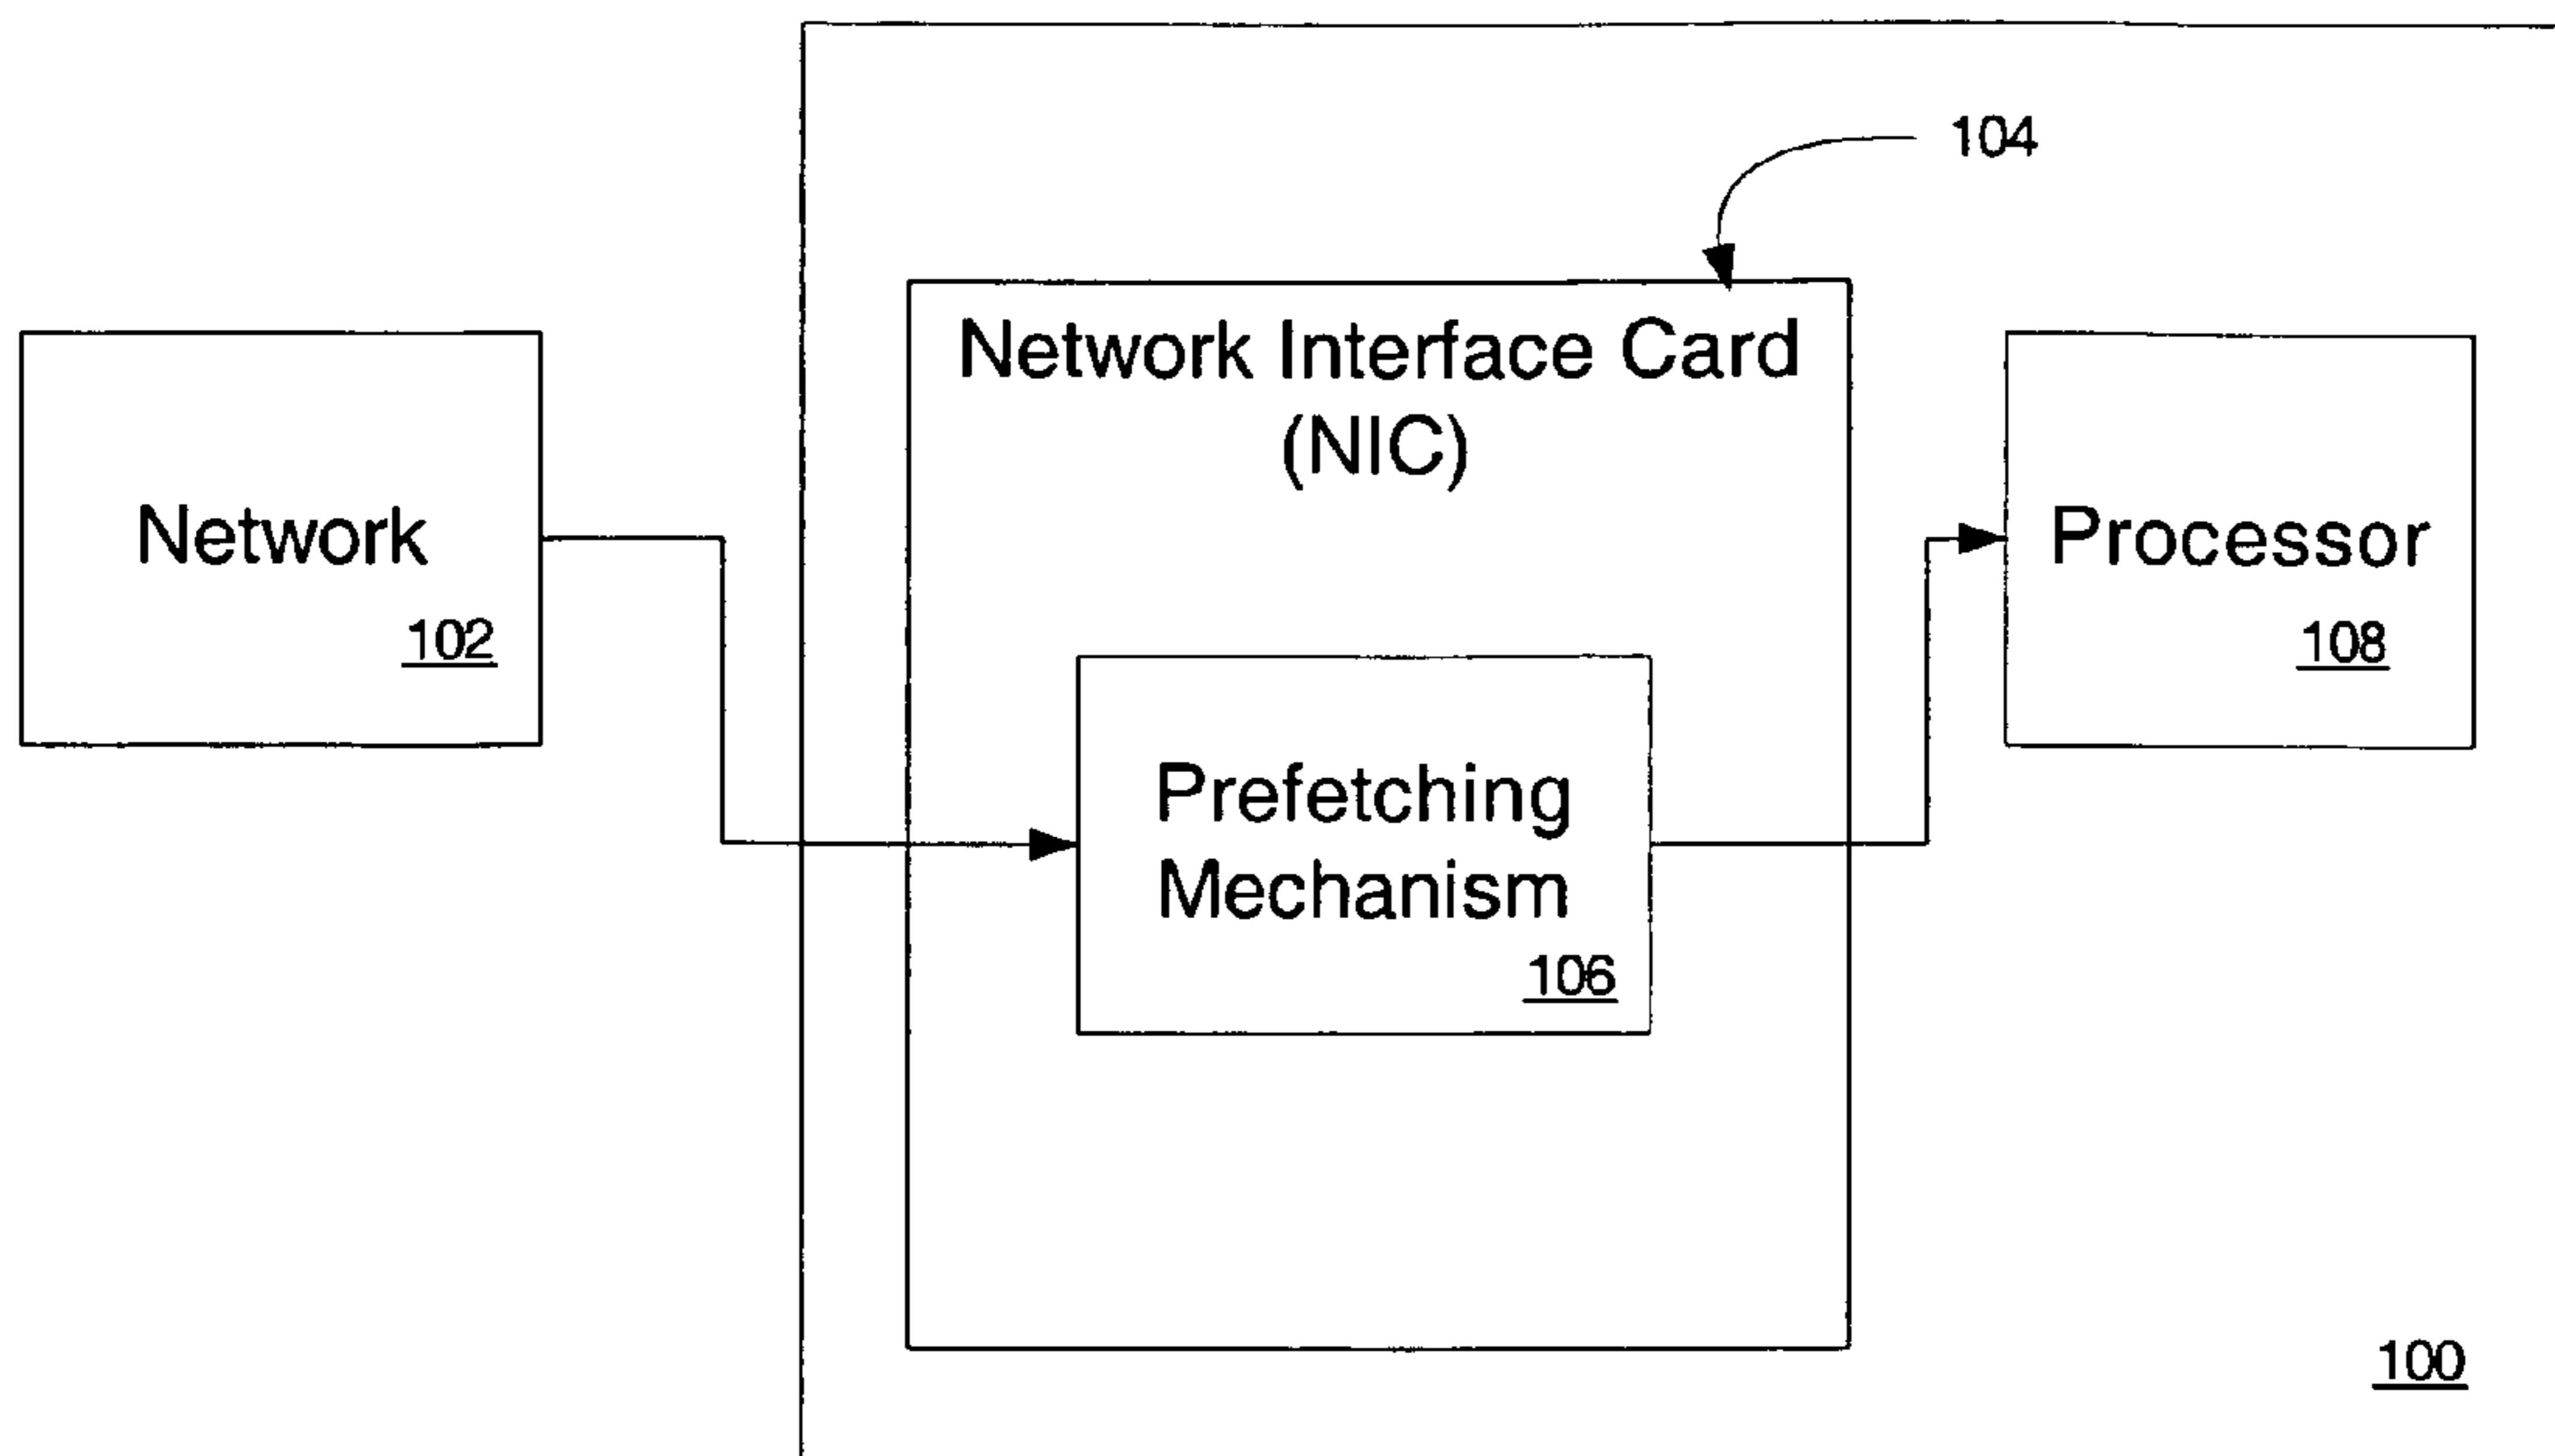 104
Network Interface Card
(NIC)
Network
102
Processor
108
Prefetching
Mechanism
106
100